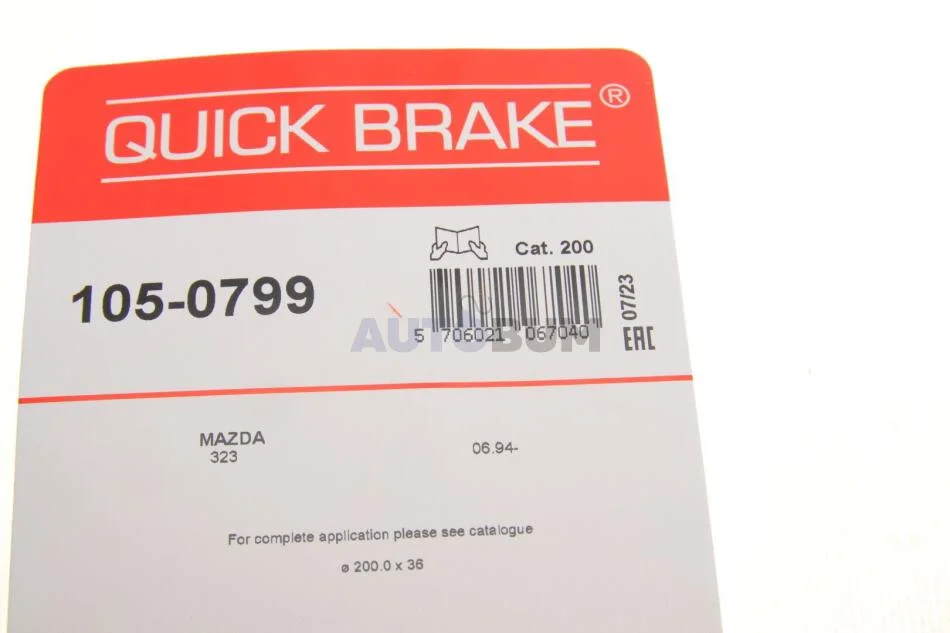 QUICK BRAKE®
Cat. 200
105-0799
5 706021 067040
07/23
EAC
AUTOBUM
MAZDA
323
06.94-
For complete application please see catalogue
ø 200.0 x 36